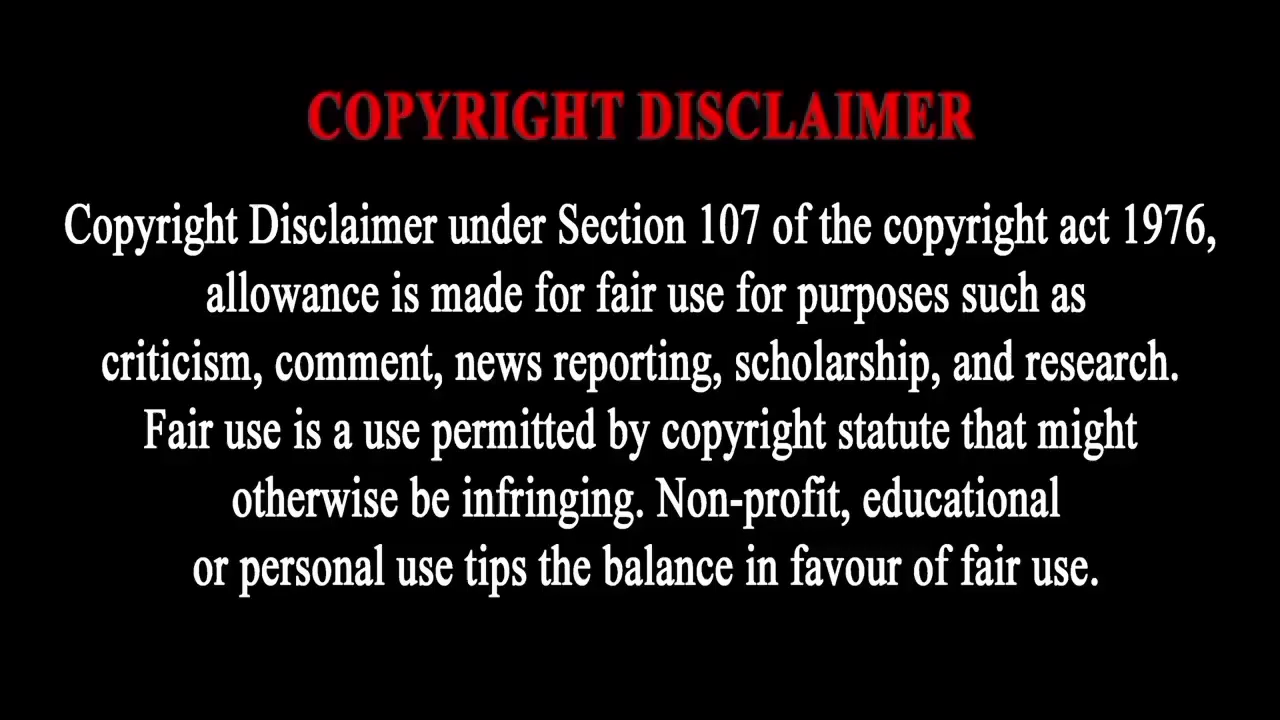 COPYRIGHT DISCLAIMER
Copyright Disclaimer under Section 107 of the copyright act 1976,
allowance is made for fair use for purposes such as
criticism, comment, news reporting, scholarship, and research.
Fair use is a use permitted by copyright statute that might
otherwise be infringing. Non-profit, educational
or personal use tips the balance in favour of fair use.